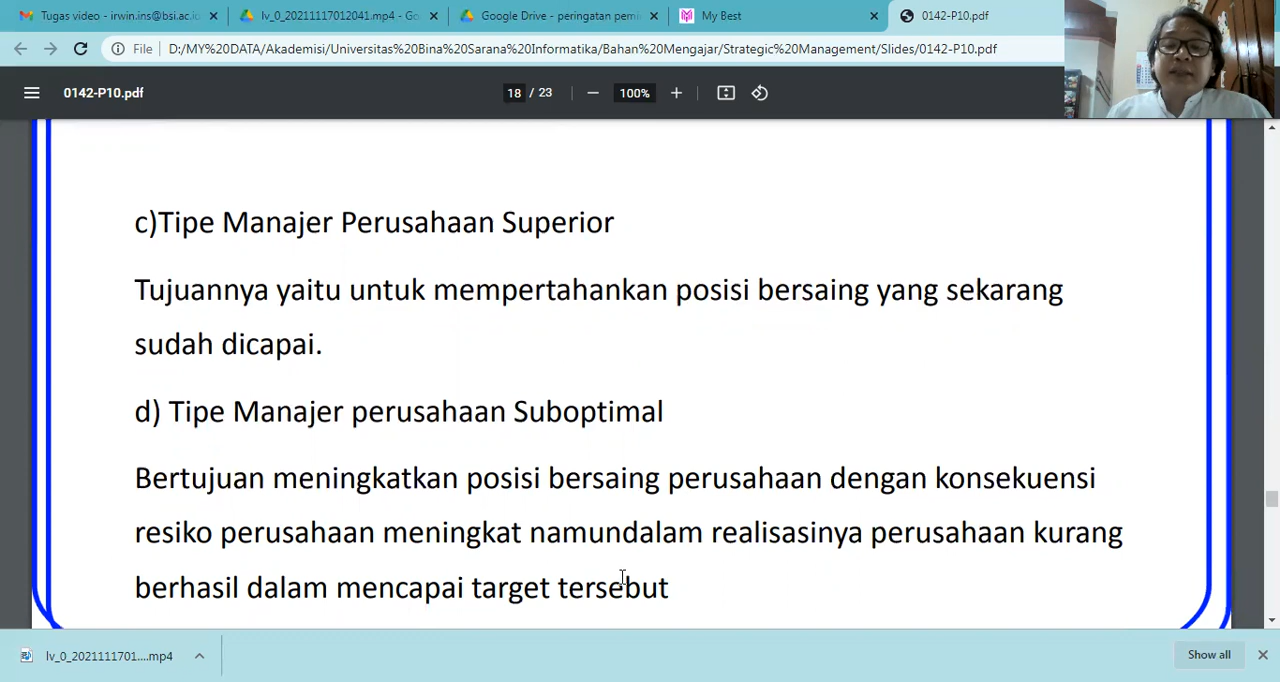 Tugas video - irwin.ins@bsi.ac.i
lv_0_20211117012041.mp4 - Go
Google Drive - peringatan pemi
My Best
0142-P10.pdf
File
D:/MY%20DATA/Akademisi/Universitas%20Bina%20Sarana%20Informatika/Bahan%20Mengajar/Strategic%20Management/Slides/0142-P10.pdf
0142-P10.pdf
18 / 23
100%
c)Tipe Manajer Perusahaan Superior
Tujuannya yaitu untuk mempertahankan posisi bersaing yang sekarang
sudah dicapai.
d) Tipe Manajer perusahaan Suboptimal
Bertujuan meningkatkan posisi bersaing perusahaan dengan konsekuensi
resiko perusahaan meningkat namundalam realisasinya perusahaan kurang
berhasil dalam mencapai target tersebut
lv_0_2021111701....mp4
Show all